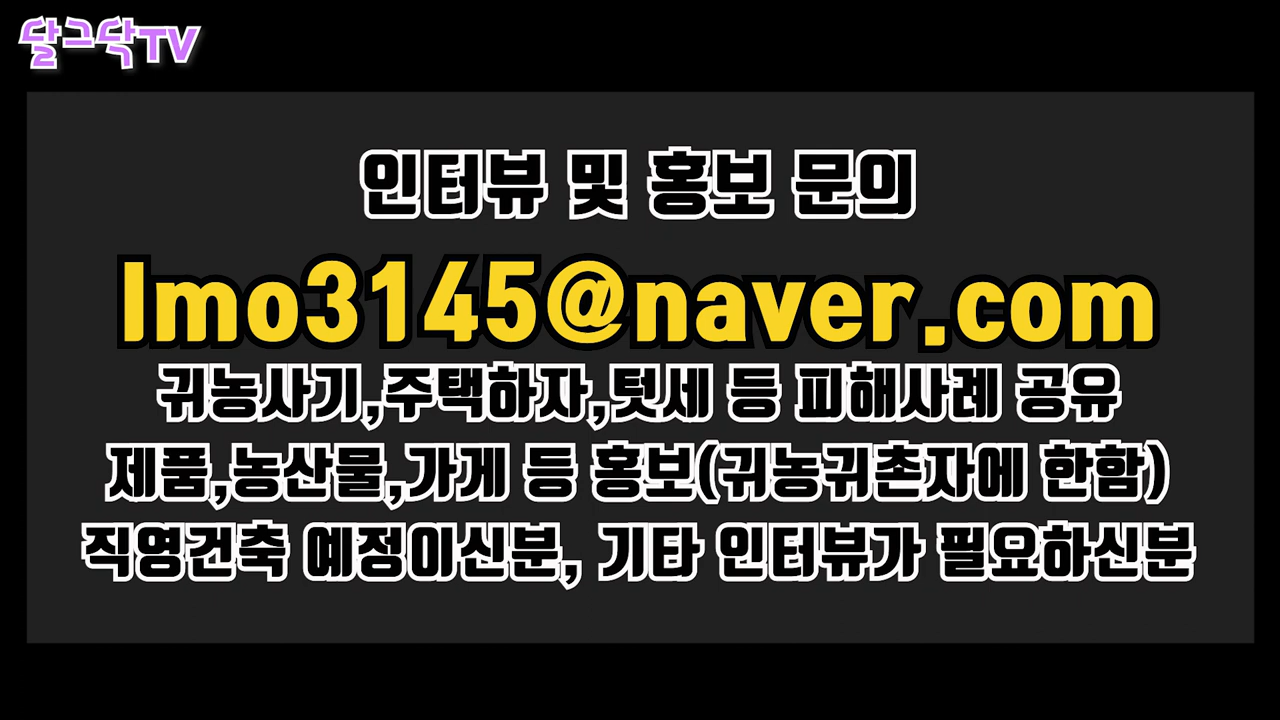 달그닥TV
인터뷰 및 홍보 문의
lmo3145@naver.com
귀농사기,주택하자,텃세 등 피해사례 공유
제품,농산물,가게 등 홍보(귀농귀촌자에 한함)
직영건축 예정이신분, 기타 인터뷰가 필요하신분